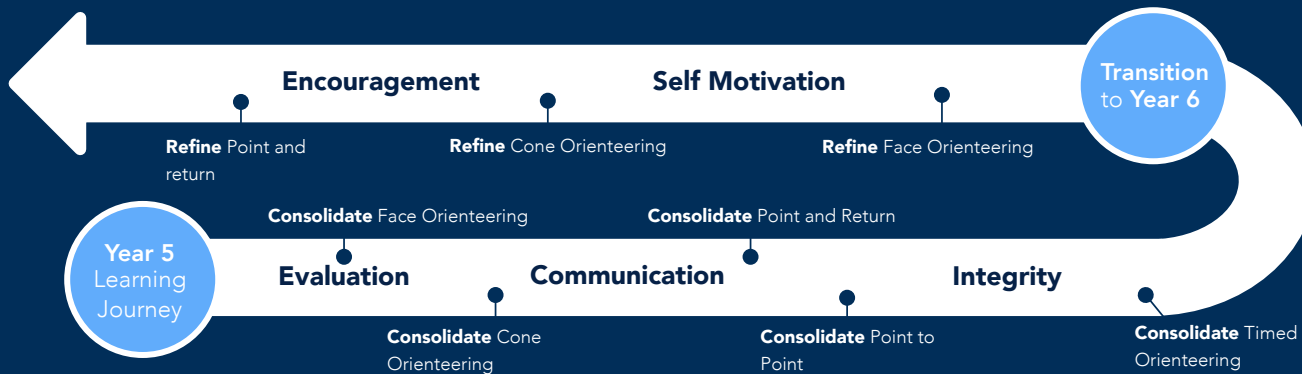 Encouragement
Self Motivation
Transition
to Year 6
Refine Point and
return
Refine Cone Orienteering
Refine Face Orienteering
Consolidate Face Orienteering
Consolidate Point and Return
Year 5
Learning
Journey
Evaluation
Communication
Integrity
Consolidate Cone
Orienteering
Consolidate Point to
Point
Consolidate Timed
Orienteering